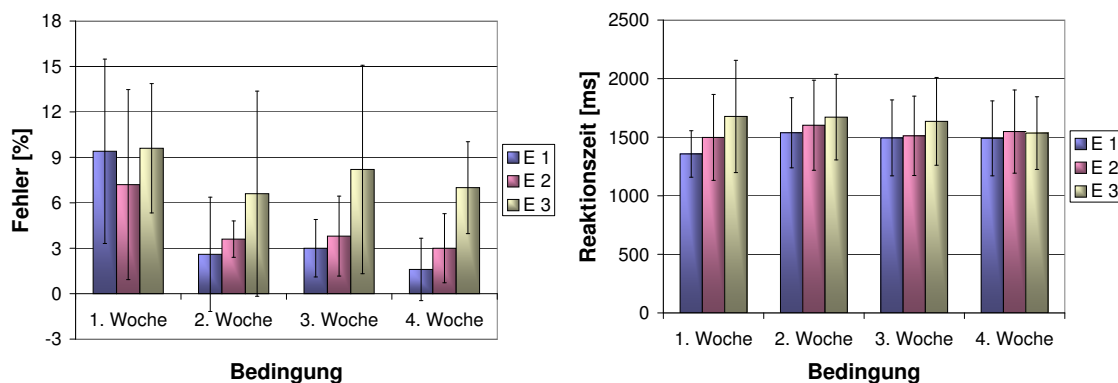 Fehler [%]
18
15
12
9
6
3
0
-3
1. Woche
2. Woche
3. Woche
4. Woche
Bedingung
E 1
E 2
E 3
Reaktionszeit [ms]
2500
2000
1500
1000
500
0
1. Woche
2. Woche
3. Woche
4. Woche
Bedingung
E 1
E 2
E 3